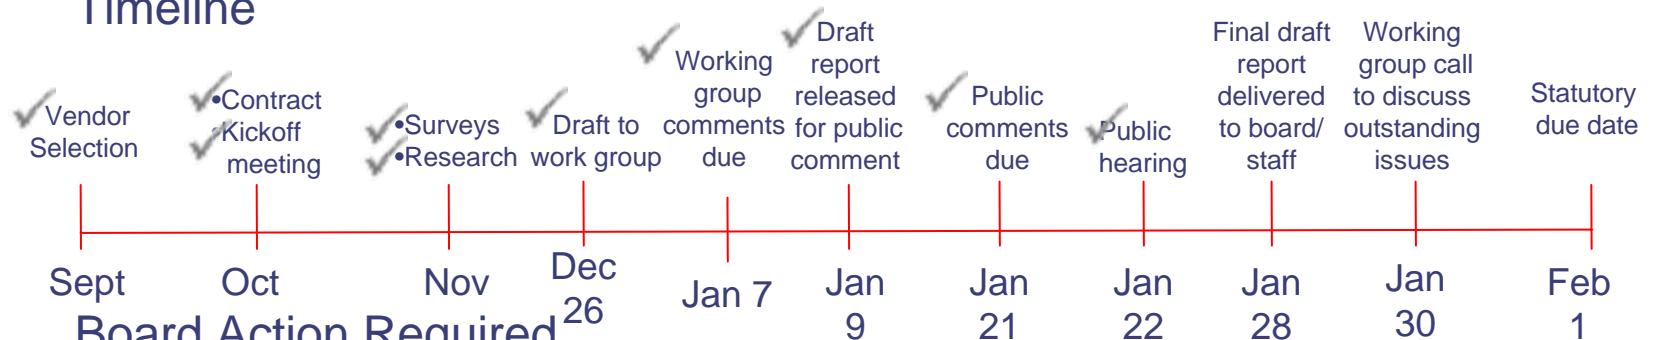 Timeline
Vendor
Selection
•Contract
•Kickoff
meeting
•Surveys
•Research
Draft to
work group
Working
group
comments
due
Draft
report
released
for public
comment
Public
comments
due
Public
hearing
Final draft
report
delivered
to board/
staff
Working
group call
to discuss
outstanding
issues
Statutory
due date
Sept
Oct
Nov
Dec
26
Jan 7
Jan
9
Jan
21
Jan
22
Jan
28
Jan
30
Feb
1
Board Action Required